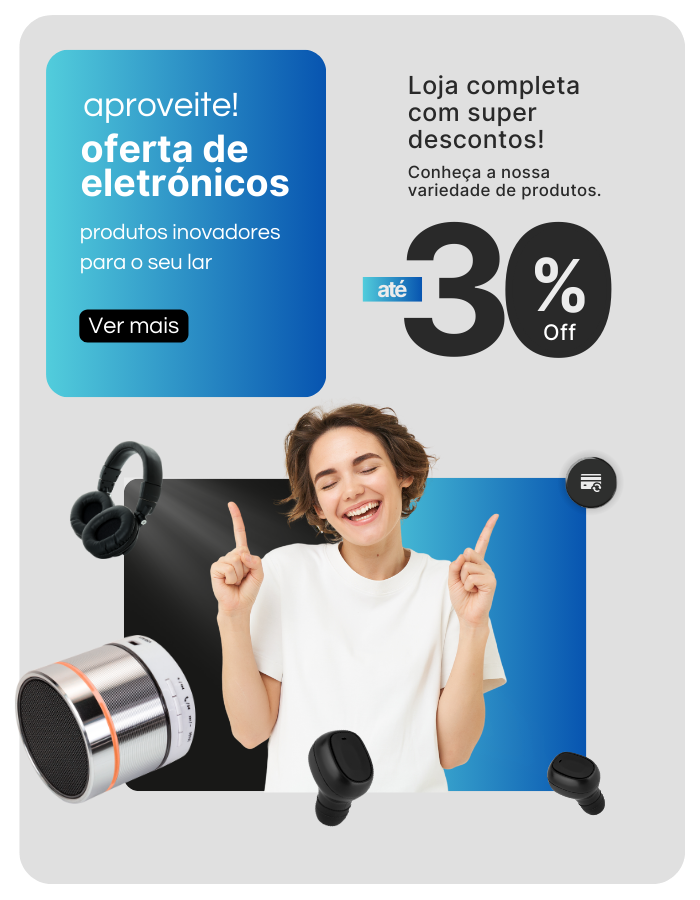 aproveite!
oferta de
eletrónicos
produtos inovadores
para o seu lar
Ver mais
Loja completa
com super
descontos!
Conheça a nossa
variedade de produtos.
até
30
%
Off